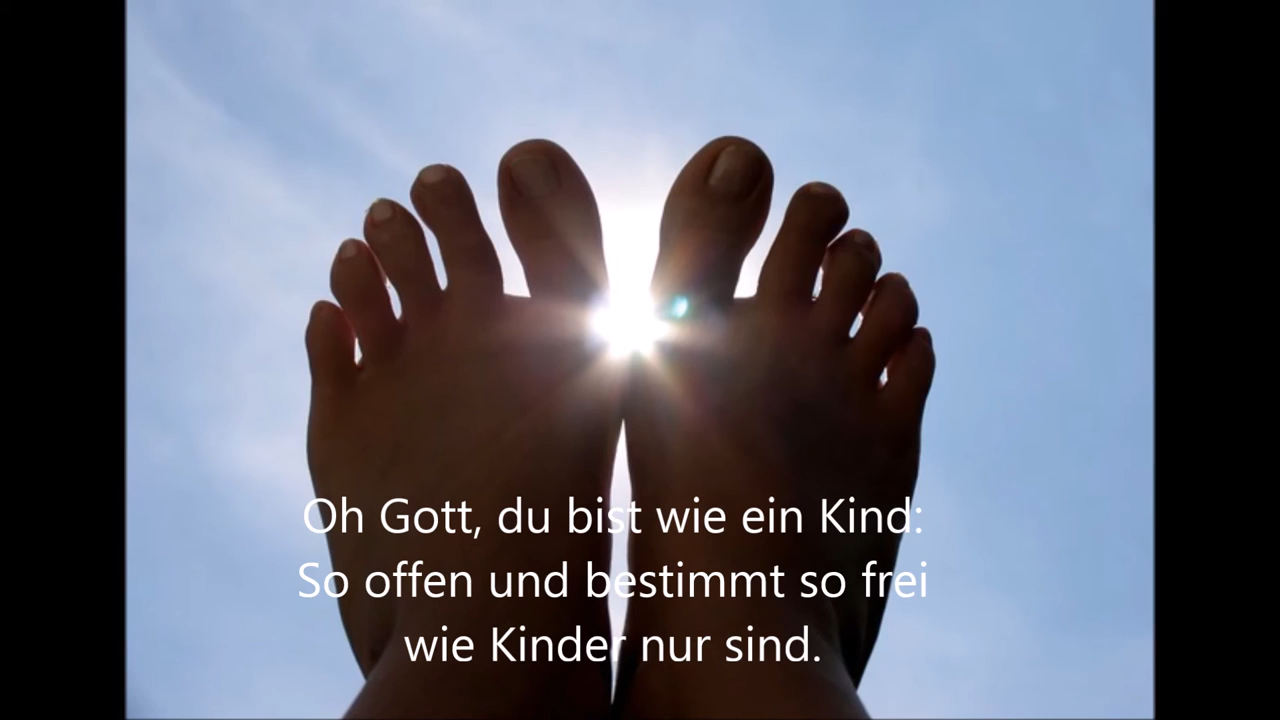 Oh Gott, du bist wie ein Kind:
So offen und bestimmt so frei
wie Kinder nur sind.